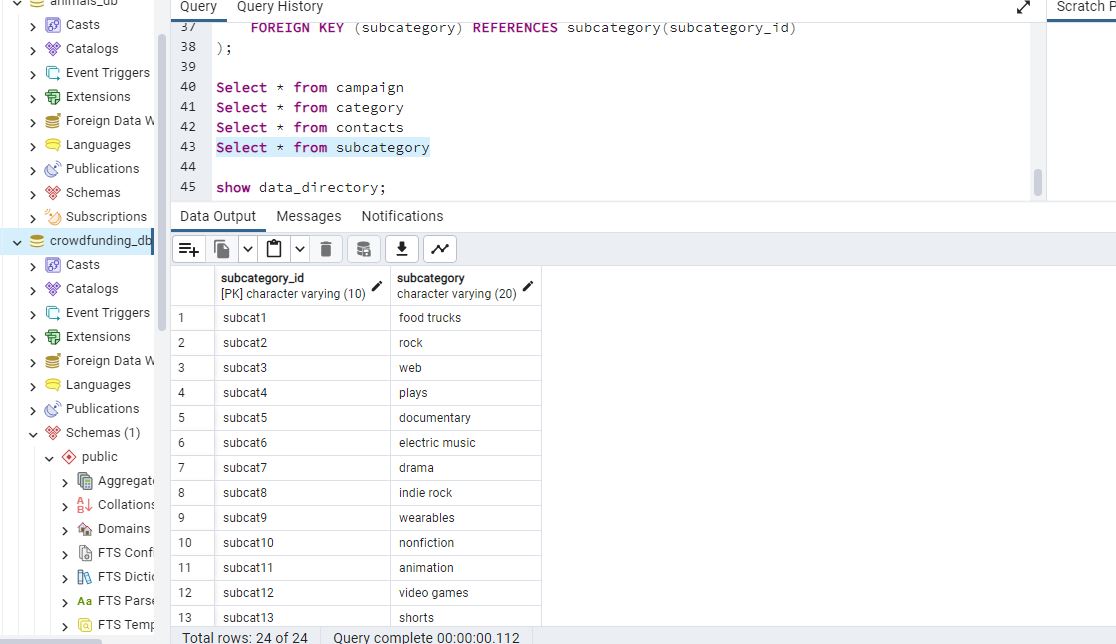 animals_db
Casts
Catalogs
Event Triggers
Extensions
Foreign Data W
Languages
Publications
Schemas
Subscriptions
crowdfunding_db
Casts
Catalogs
Event Triggers
Extensions
Foreign Data W
Languages
Publications
Schemas (1)
public
Aggregat
Collations
Domains
FTS Conf
FTS Dictio
Aa FTS Parse
FTS Temp
Query Query History
Scratch P
37 FOREIGN KEY (subcategory) REFERENCES subcategory(subcategory_id)
38 );
39
40 Select * from campaign
41 Select * from category
42 Select * from contacts
43 Select * from subcategory
44
45 show data_directory;
Data Output Messages Notifications
subcategory_id subcategory
[PK] character varying (10) character varying (20)
1 subcat1 food trucks
2 subcat2 rock
3 subcat3 web
4 subcat4 plays
5 subcat5 documentary
6 subcat6 electric music
7 subcat7 drama
8 subcat8 indie rock
9 subcat9 wearables
10 subcat10 nonfiction
11 subcat11 animation
12 subcat12 video games
13 subcat13 shorts
Total rows: 24 of 24 Query complete 00:00:00.112